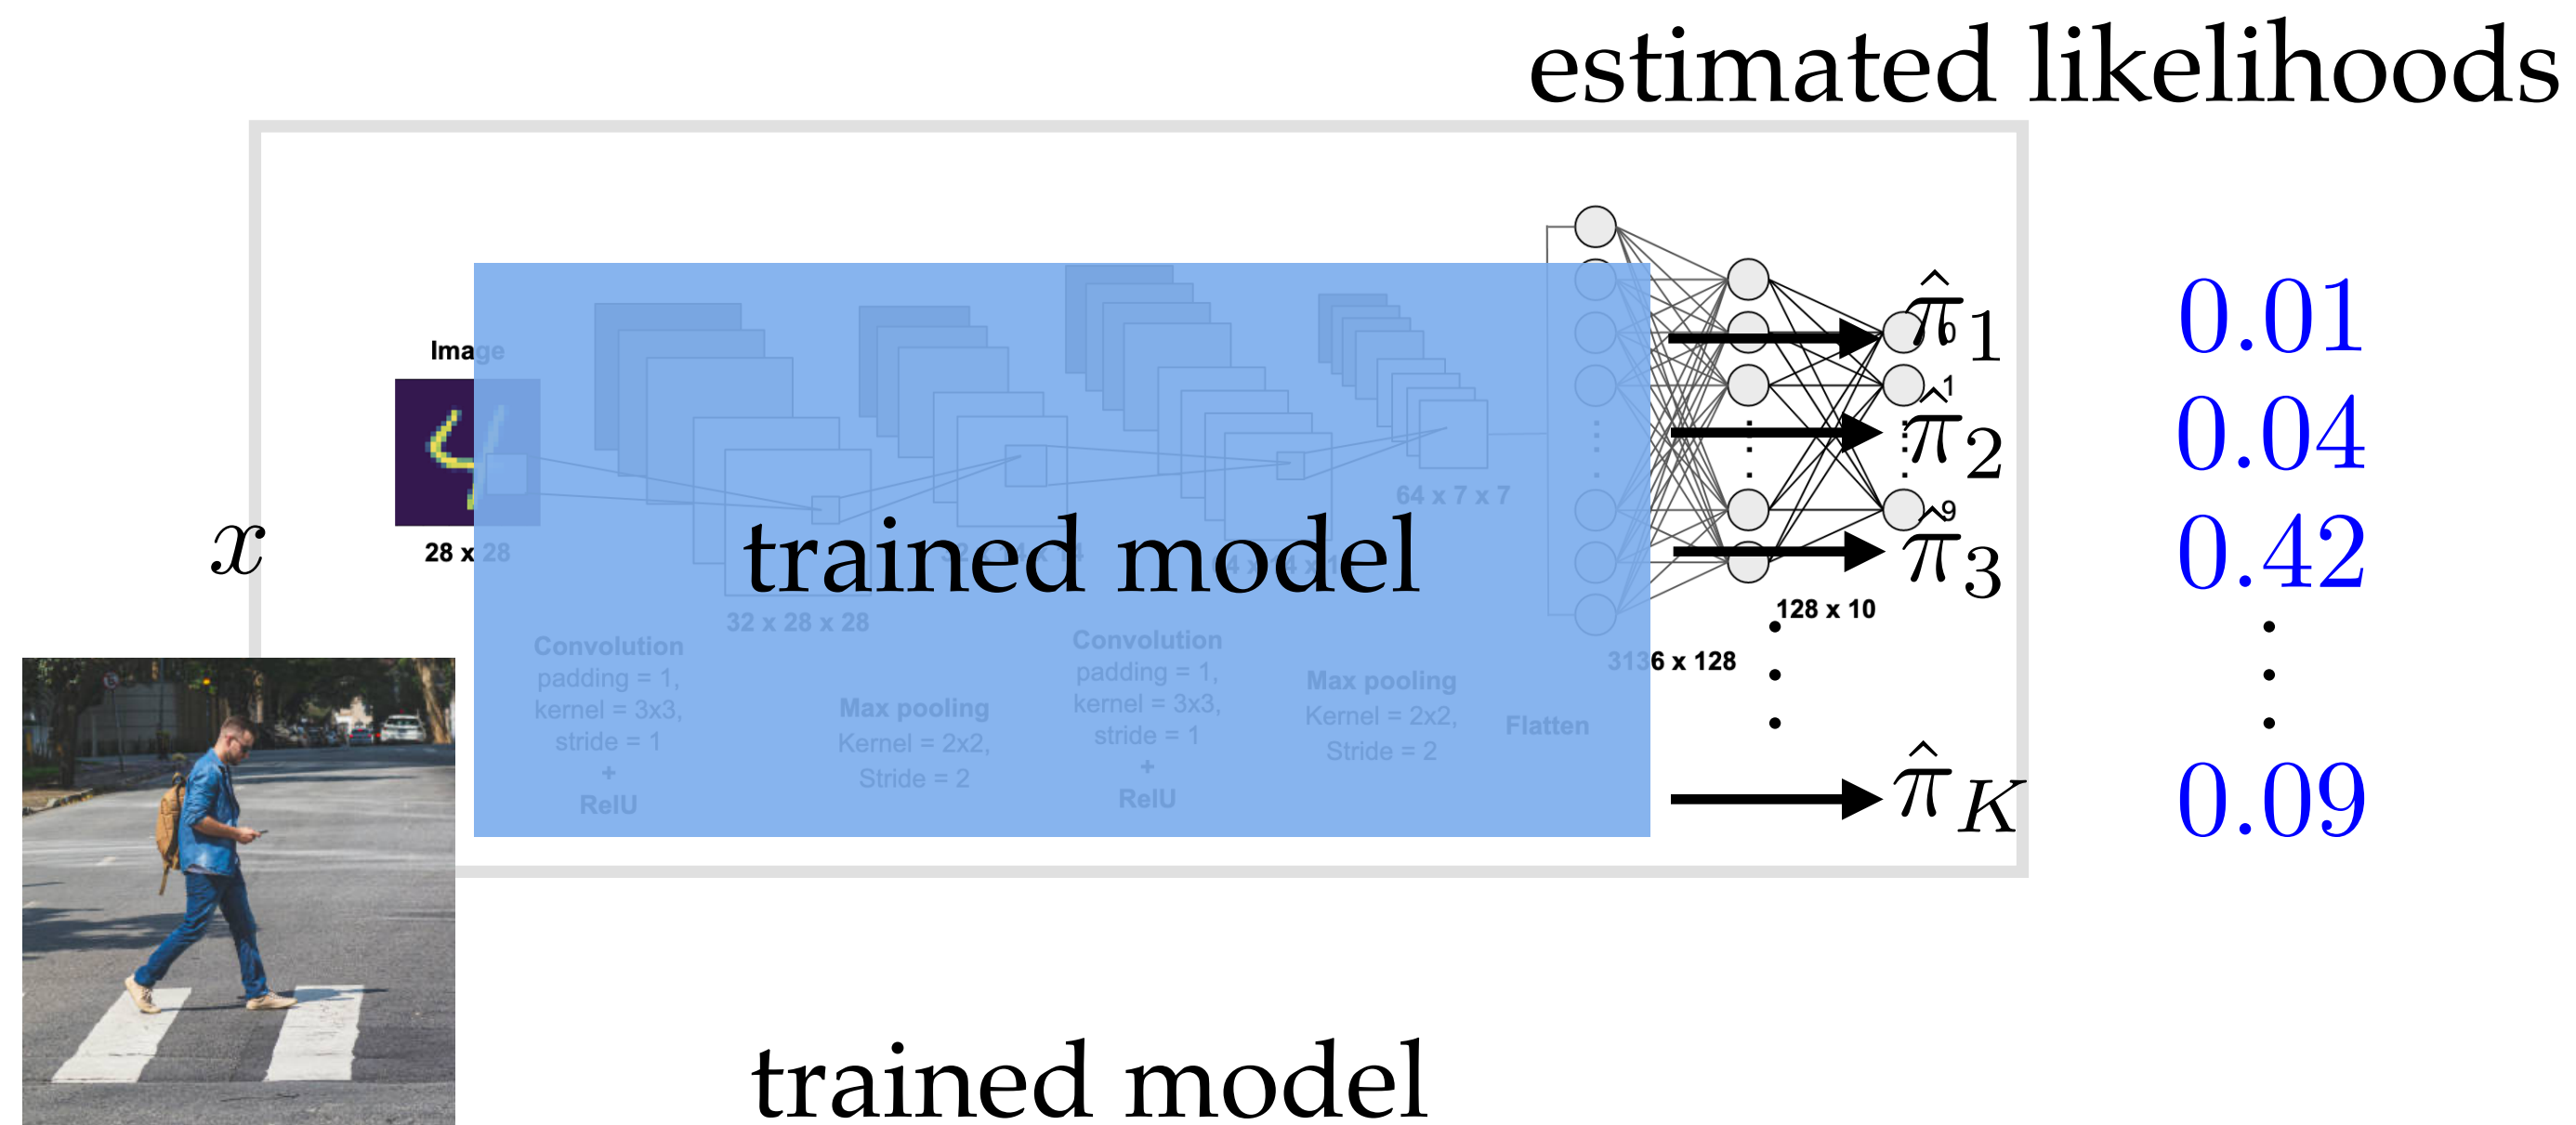 estimated likelihoods
Image
28 x 28
x
trained model
32 x 28 x 28
64 x 7 x 7
Convolution
padding = 1,
kernel = 3x3,
stride = 1
+
RelU
Max pooling
Kernel = 2x2,
Stride = 2
Convolution
padding = 1,
kernel = 3x3,
stride = 1
+
RelU
Max pooling
Kernel = 2x2,
Stride = 2
Flatten
3136 x 128
128 x 10
0
1
9
π̂1
π̂2
π̂3
π̂K
0.01
0.04
0.42
0.09
trained model